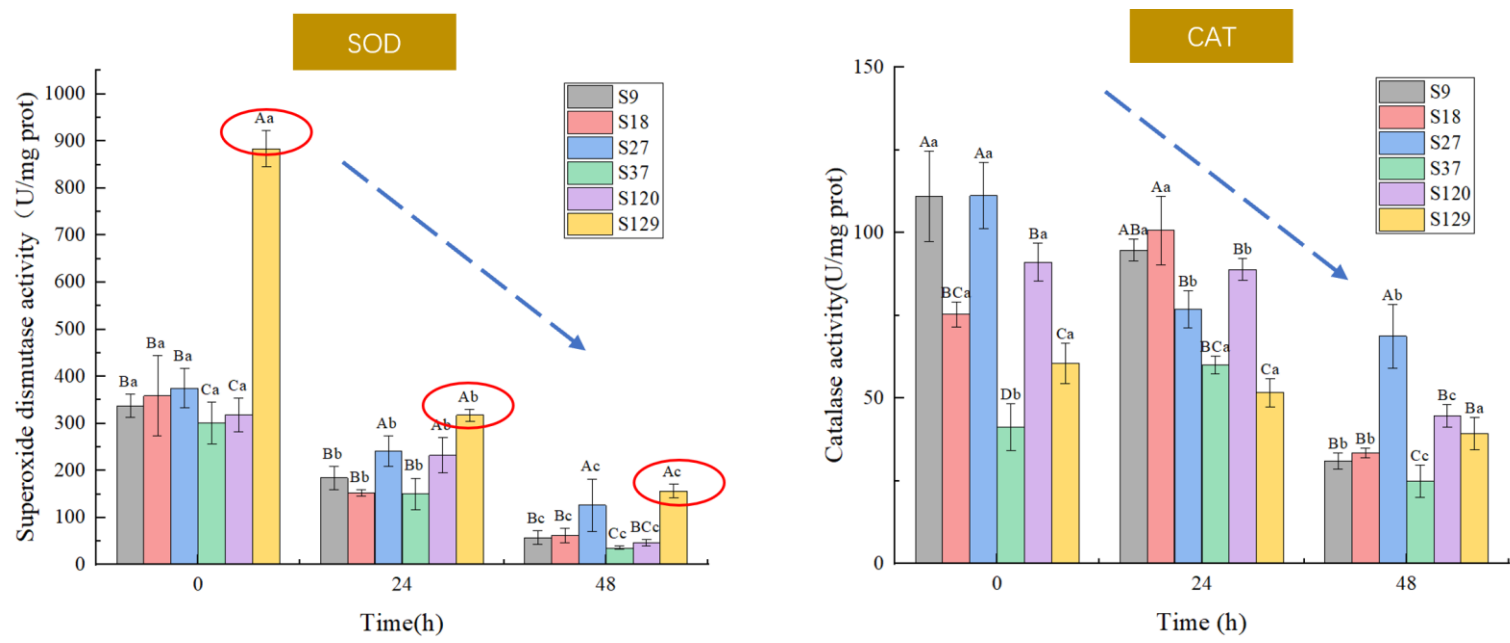 SOD
Superoxide dismutase activity（U/mg prot)
1000
900
800
700
600
500
400
300
200
100
0
S9
S18
S27
S37
S120
S129
Ba
Ba
Ba
Ca
Ca
Aa
Bb
Bb
Ab
Bb
Ab
Ab
Bc
Bc
Ac
Cc
BCc
Ac
0
24
48
Time(h)
CAT
Catalase activity(U/mg prot)
150
100
50
0
S9
S18
S27
S37
S120
S129
Aa
BCa
Aa
Db
Ba
Ca
ABa
Aa
Bb
BCa
Bb
Ca
Bb
Bb
Ab
Cc
Bc
Ba
0
24
48
Time (h)